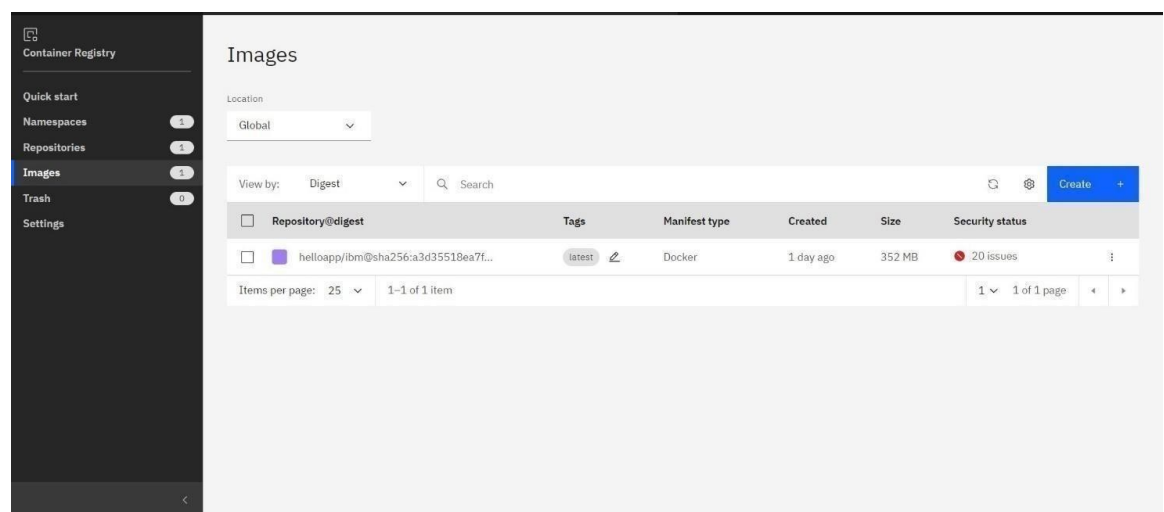 Container Registry
Quick start
Namespaces 1
Repositories 1
Images 1
Trash 0
Settings
Images
Location
Global
View by: Digest Search Create +
Repository@digest Tags Manifest type Created Size Security status
helloapp/ibm@sha256:a3d35518ea7f... latest Docker 1 day ago 352 MB 20 issues
Items per page: 25 1–1 of 1 item 1 1 of 1 page